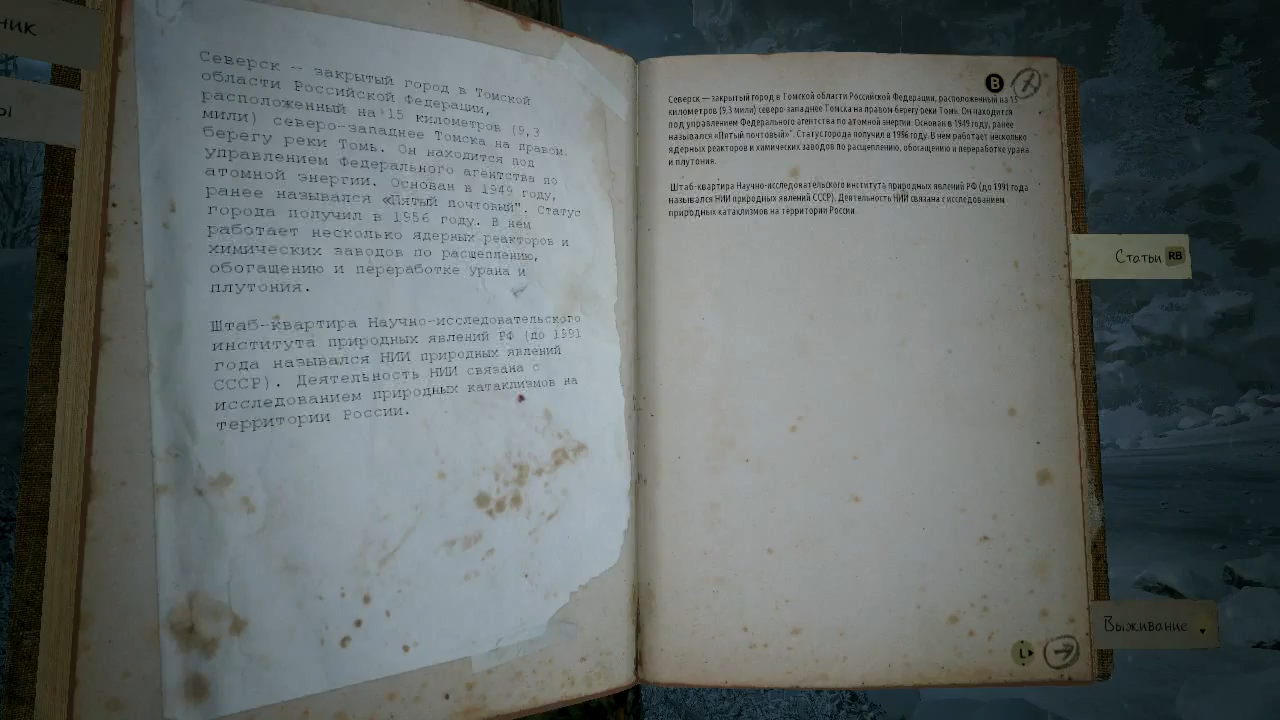 ник
ы
Северск — закрытый город в Томской
области Российской Федерации,
расположенный на 15 километров (9,3
мили) северо-западнее Томска на правом
берегу реки Томь. Он находится под
управлением Федерального агентства по
атомной энергии. Основан в 1949 году,
ранее назывался «Пятый почтовый". Статус
города получил в 1956 году. В нем
работает несколько ядерных реакторов и
химических заводов по расщеплению,
обогащению и переработке урана и
плутония.
Штаб-квартира Научно-исследовательского
института природных явлений РФ (до 1991
года назывался НИИ природных явлений
СССР). Деятельность НИИ связана с
исследованием природных катаклизмов на
территории России.
B
Северск — закрытый город в Томской области Российской Федерации, расположенный на 15
километров (9,3 мили) северо-западнее Томска на правом берегу реки Томь. Он находится
под управлением Федерального агентства по атомной энергии. Основан в 1949 году, ранее
назывался «Пятый почтовый». Статус города получил в 1956 году. В нем работает несколько
ядерных реакторов и химических заводов по расщеплению, обогащению и переработке урана
и плутония.
Штаб-квартира Научно-исследовательского института природных явлений РФ (до 1991 года
назывался НИИ природных явлений СССР). Деятельность НИИ связана с исследованием
природных катаклизмов на территории России.
Статьи RB
Выживание
L